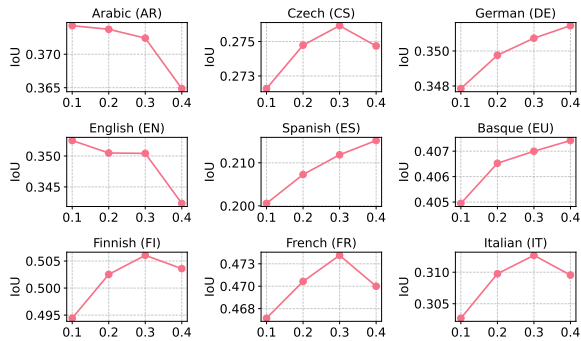 Arabic (AR) Czech (CS) German (DE)
IoU 0.370 0.365 IoU 0.275 0.273 IoU 0.350 0.348
0.1 0.2 0.3 0.4 0.1 0.2 0.3 0.4 0.1 0.2 0.3 0.4
English (EN) Spanish (ES) Basque (EU)
IoU 0.350 0.345 IoU 0.210 0.200 IoU 0.407 0.406 0.405
0.1 0.2 0.3 0.4 0.1 0.2 0.3 0.4 0.1 0.2 0.3 0.4
Finnish (FI) French (FR) Italian (IT)
IoU 0.505 0.500 0.495 IoU 0.473 0.470 0.468 IoU 0.310 0.305
0.1 0.2 0.3 0.4 0.1 0.2 0.3 0.4 0.1 0.2 0.3 0.4